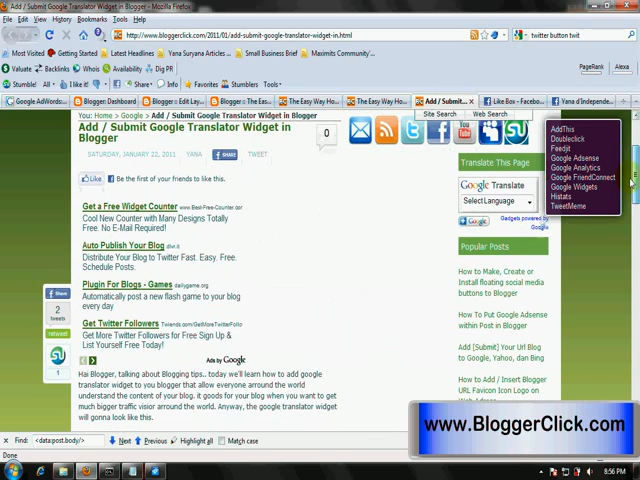 Add / Submit Google Translator Widget in Blogger - Mozilla Firefox
File Edit View History Bookmarks Tools Help
http://www.bloggerclick.com/2011/01/add-submit-google-translator-widget-in.html
twitter button twit
Most Visited Getting Started Latest Headlines Yana Suryana Articles ... Small Business Brief Maximits Community...
Valuate Backlinks Whois Availability Dig PR
PageRank Alexa
Stumble! All I like it! Info Favorites Stumblers Tools
Google AdWords:... Blogger: Dashboard Blogger :: Edit Lay... Blogger :: The Eas... The Easy Way Ho... The Easy Way Ho... Add / Submit... Like Box - Faceboo... Yana d'Independe...
Site Search Web Search
You are: Home > Google > Add / Submit Google Translator Widget in Blogger
Add / Submit Google Translator Widget in
Blogger
0
SATURDAY, JANUARY 22, 2011 YANA SHARE TWEET
Like Be the first of your friends to like this.
Get a Free Widget Counter www.Best-Free-Counter.cor
Cool New Counter with Many Designs Totally
Free. No E-Mail Required!
Auto Publish Your Blog dlvr.it
Distribute Your Blog to Twitter Fast. Easy. Free.
Schedule Posts.
Plugin For Blogs - Games dailygame.org
Automatically post a new flash game to your blog
every day
Get Twitter Followers Twiends.com/GetMoreTwitterFollo
Get More Twitter Followers for Free Sign Up &
List Yourself Free Today!
Ads by Google
Share
2
tweets
retweet
1
Hai Blogger, talking about Blogging tips.. today we'll learn how to add google
translator widget to you blogger that allow everyone around the world
understand the content of your blog. it goods for your blog when you want to get
much bigger traffic visior around the world. Anyway, the google translator widget
will gonna look like this.
You
Translate This Page
Google Translate
Select Language
Google
Gadgets powered by
Google
Popular Posts
How to Make, Create or
Install floating social media
buttons to Blogger
How To Put Google Adsense
within Post in Blogger
Add [Submit] Your Url Blog
to Google, Yahoo, dan Bing
How to Add / Insert Blogger
URL Favicon Icon Logo on
AddThis
Doubleclick
Feedjit
Google Adsense
Google Analytics
Google FriendConnect
Google Widgets
Histats
TweetMeme
www.BloggerClick.com
Find: <data:post.body/> Next Previous Highlight all Match case
Done
8:56 PM